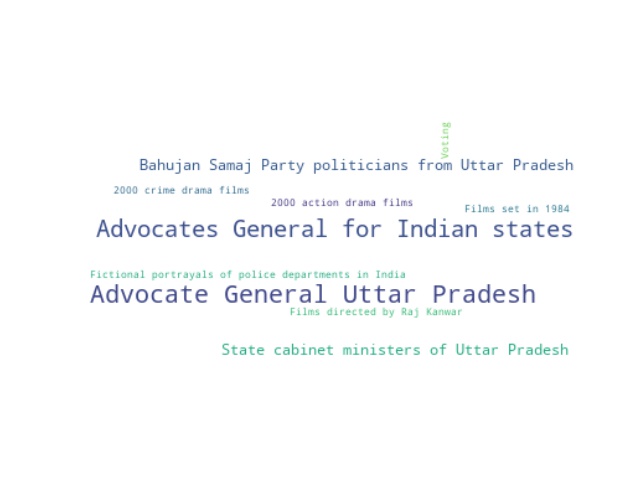 Voting
Bahujan Samaj Party politicians from Uttar Pradesh
2000 crime drama films
2000 action drama films
Films set in 1984
Advocates General for Indian states
Fictional portrayals of police departments in India
Advocate General Uttar Pradesh
Films directed by Raj Kanwar
State cabinet ministers of Uttar Pradesh